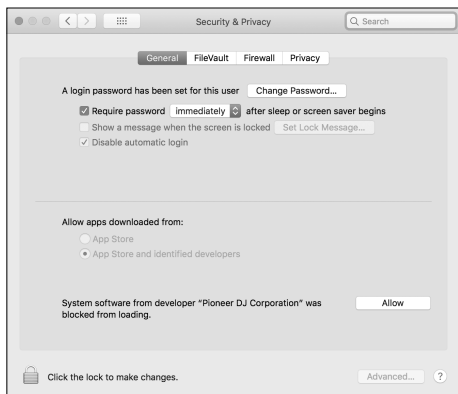 Security & Privacy
Search
General
FileVault
Firewall
Privacy
A login password has been set for this user
Change Password...
Require password
immediately
after sleep or screen saver begins
Show a message when the screen is locked
Set Lock Message...
Disable automatic login
Allow apps downloaded from:
App Store
App Store and identified developers
System software from developer “Pioneer DJ Corporation” was
blocked from loading.
Allow
Click the lock to make changes.
Advanced...
?